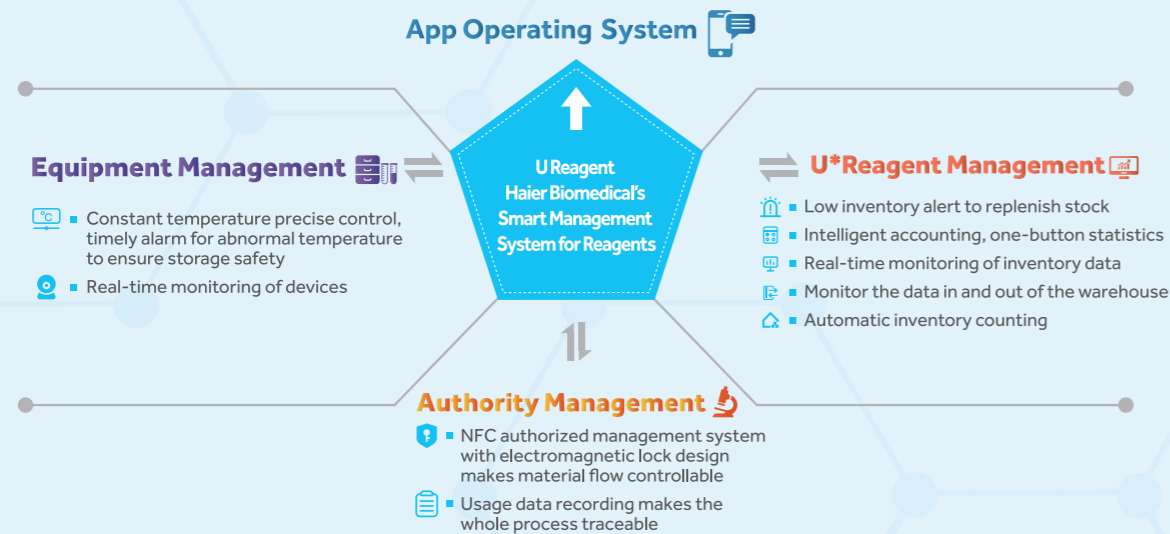 App Operating System
U Reagent
Haier Biomedical's
Smart Management
System for Reagents
Equipment Management
°C
Constant temperature precise control,
timely alarm for abnormal temperature
to ensure storage safety
Real-time monitoring of devices
U*Reagent Management
Low inventory alert to replenish stock
Intelligent accounting, one-button statistics
Real-time monitoring of inventory data
Monitor the data in and out of the warehouse
Automatic inventory counting
Authority Management
NFC authorized management system
with electromagnetic lock design
makes material flow controllable
Usage data recording makes the
whole process traceable